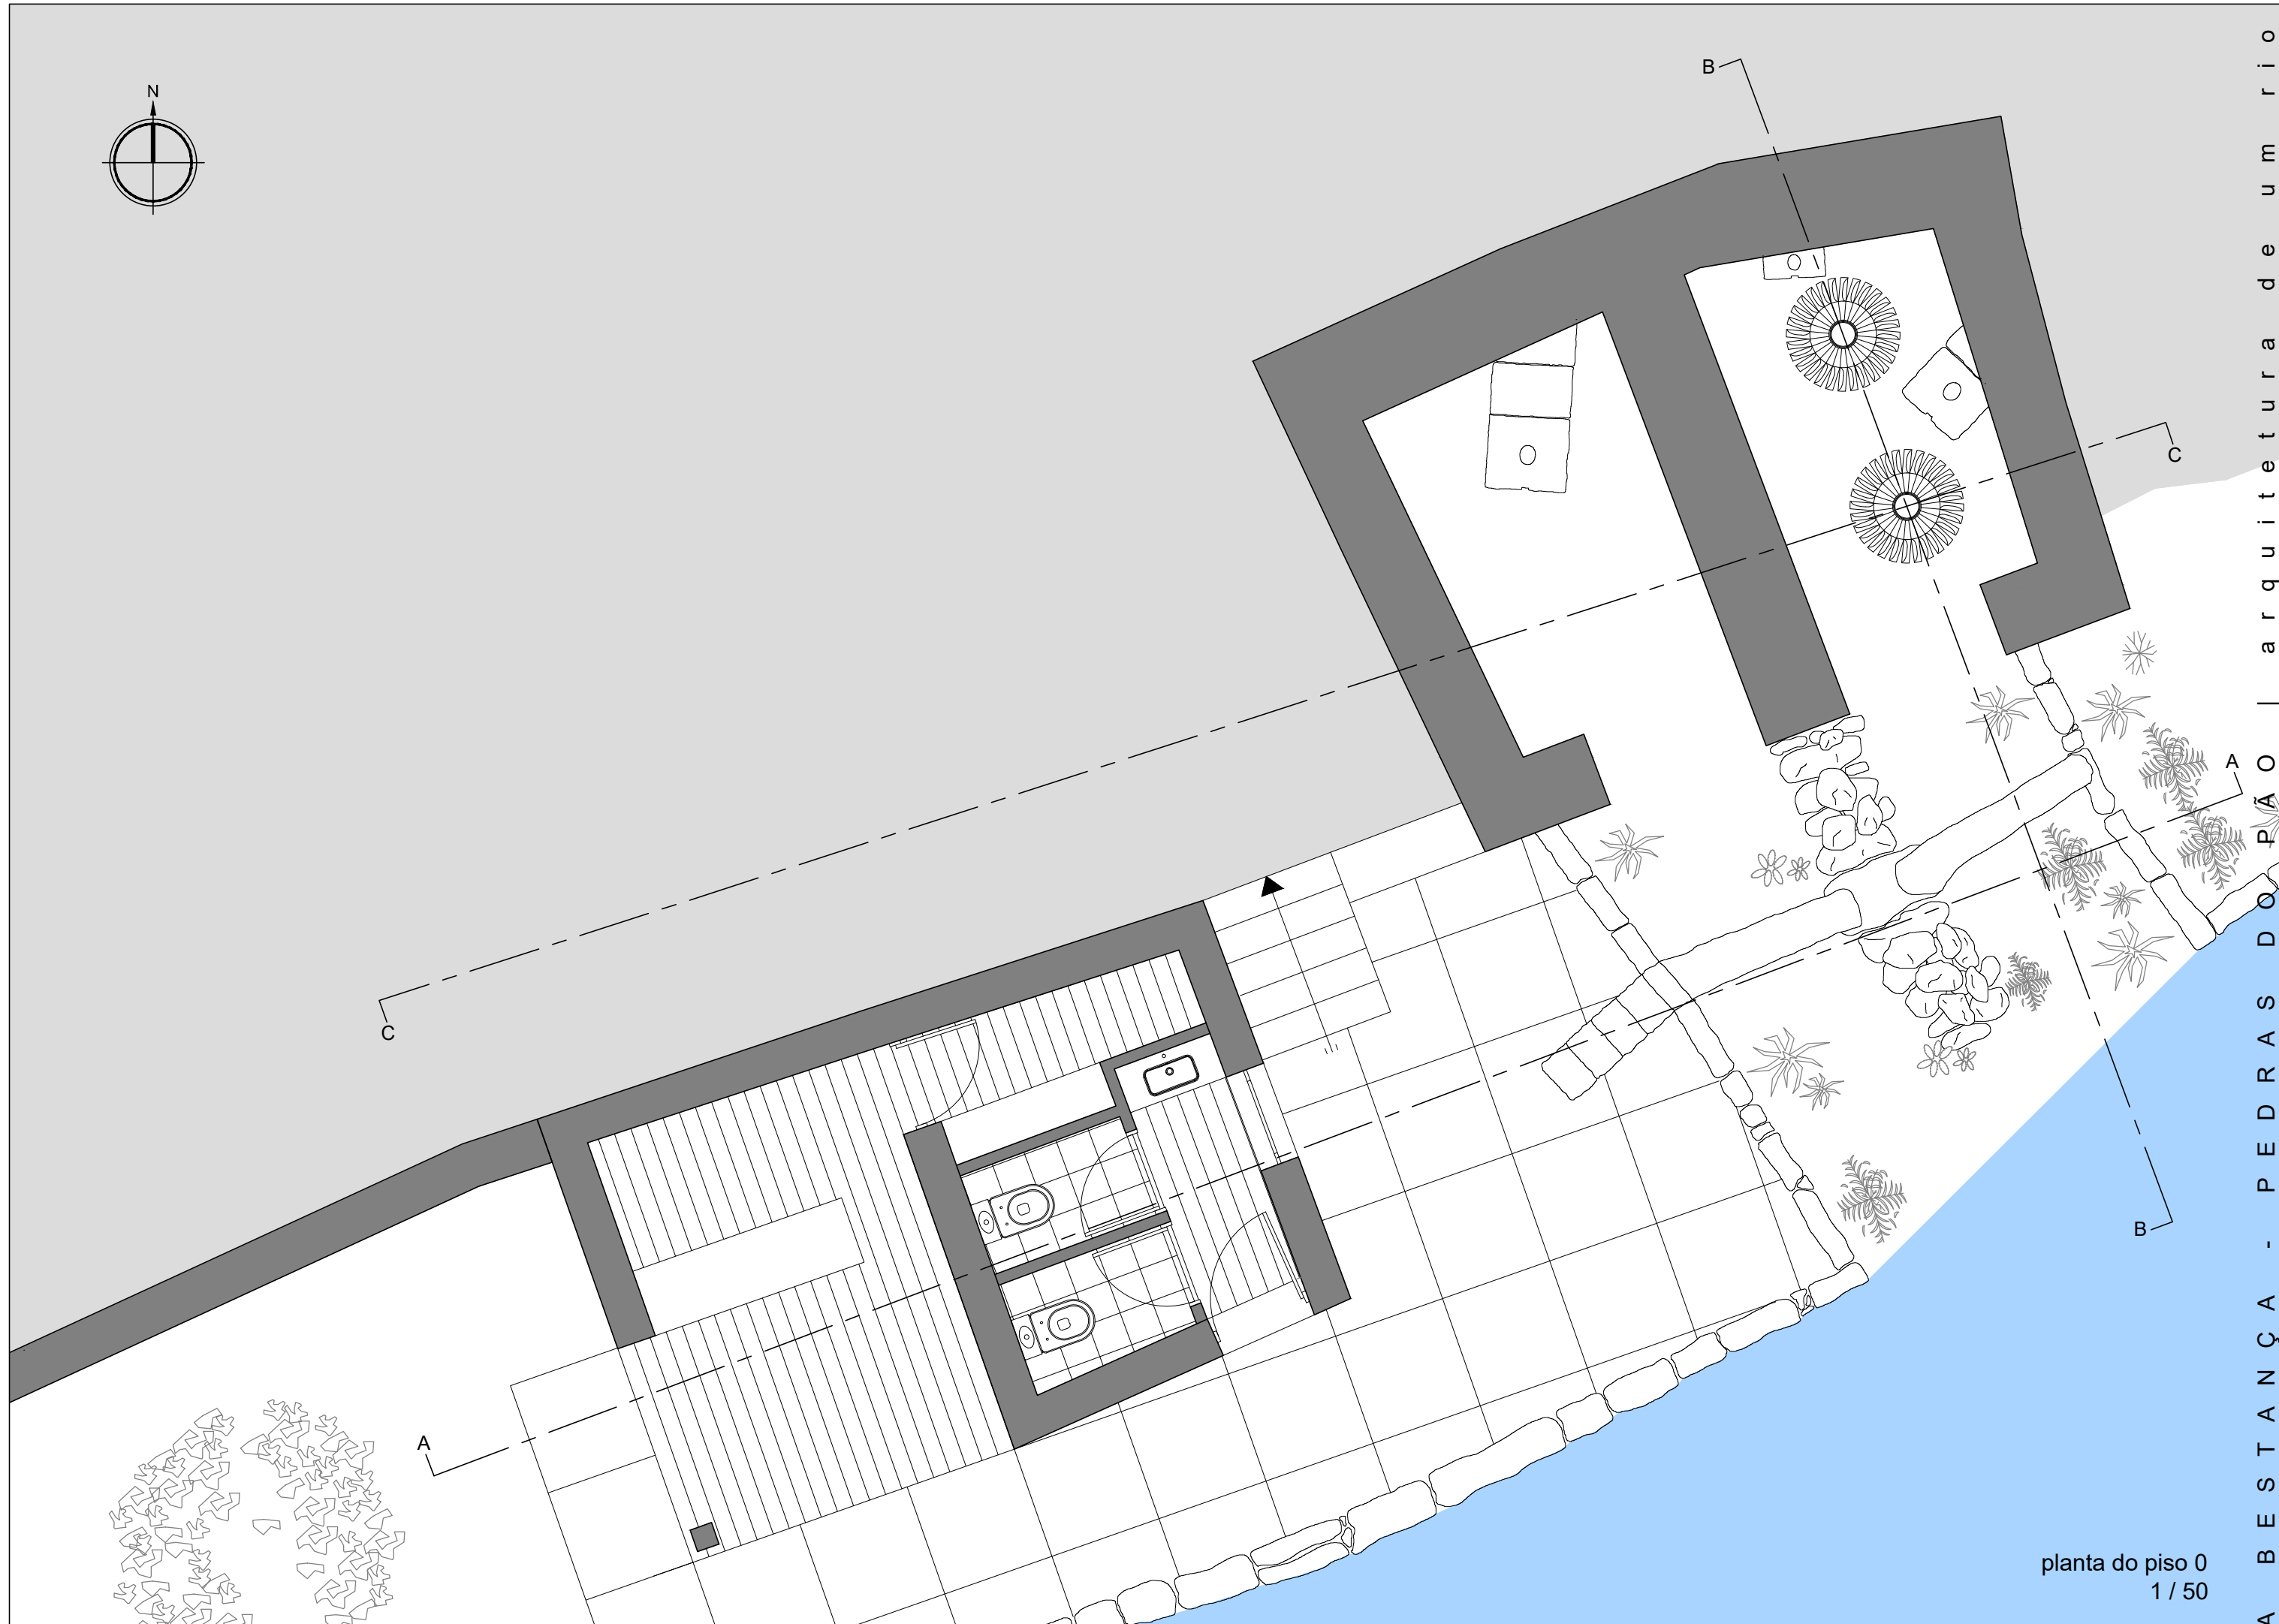 N
B
C
A
C
A
B
planta do piso 0
1 / 50
A BESTANÇA - PEDRAS DO PÃO | arquitetura de um rio